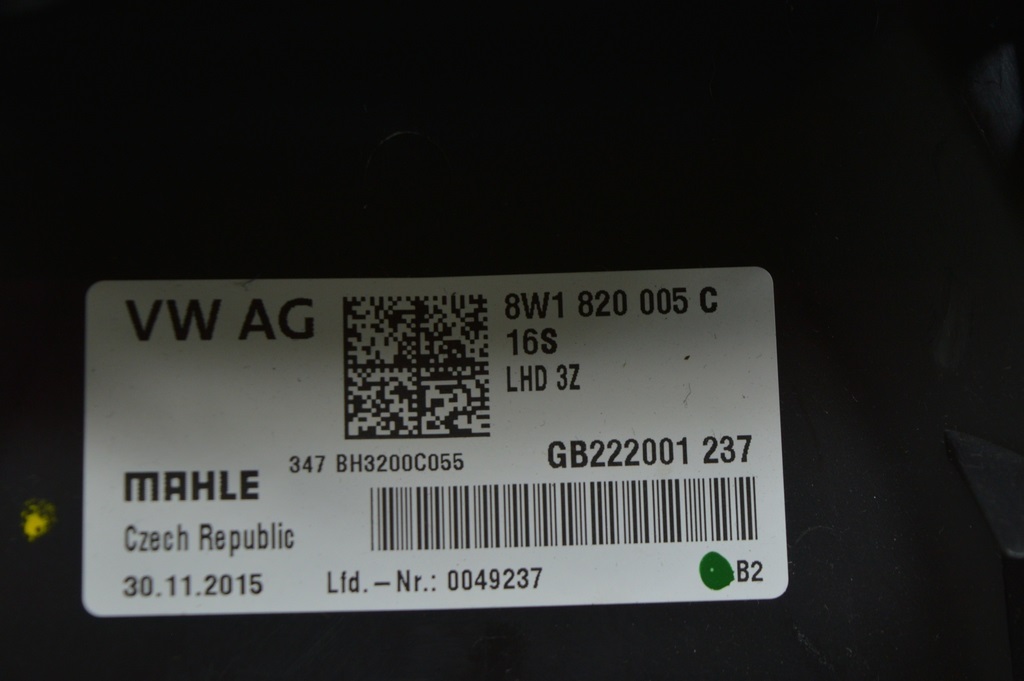 VW AG
8W1 820 005 C
16S
LHD 3Z
347 BH3200C055
GB222001 237
MAHLE
Czech Republic
30.11.2015
Lfd.-Nr.: 0049237
B2